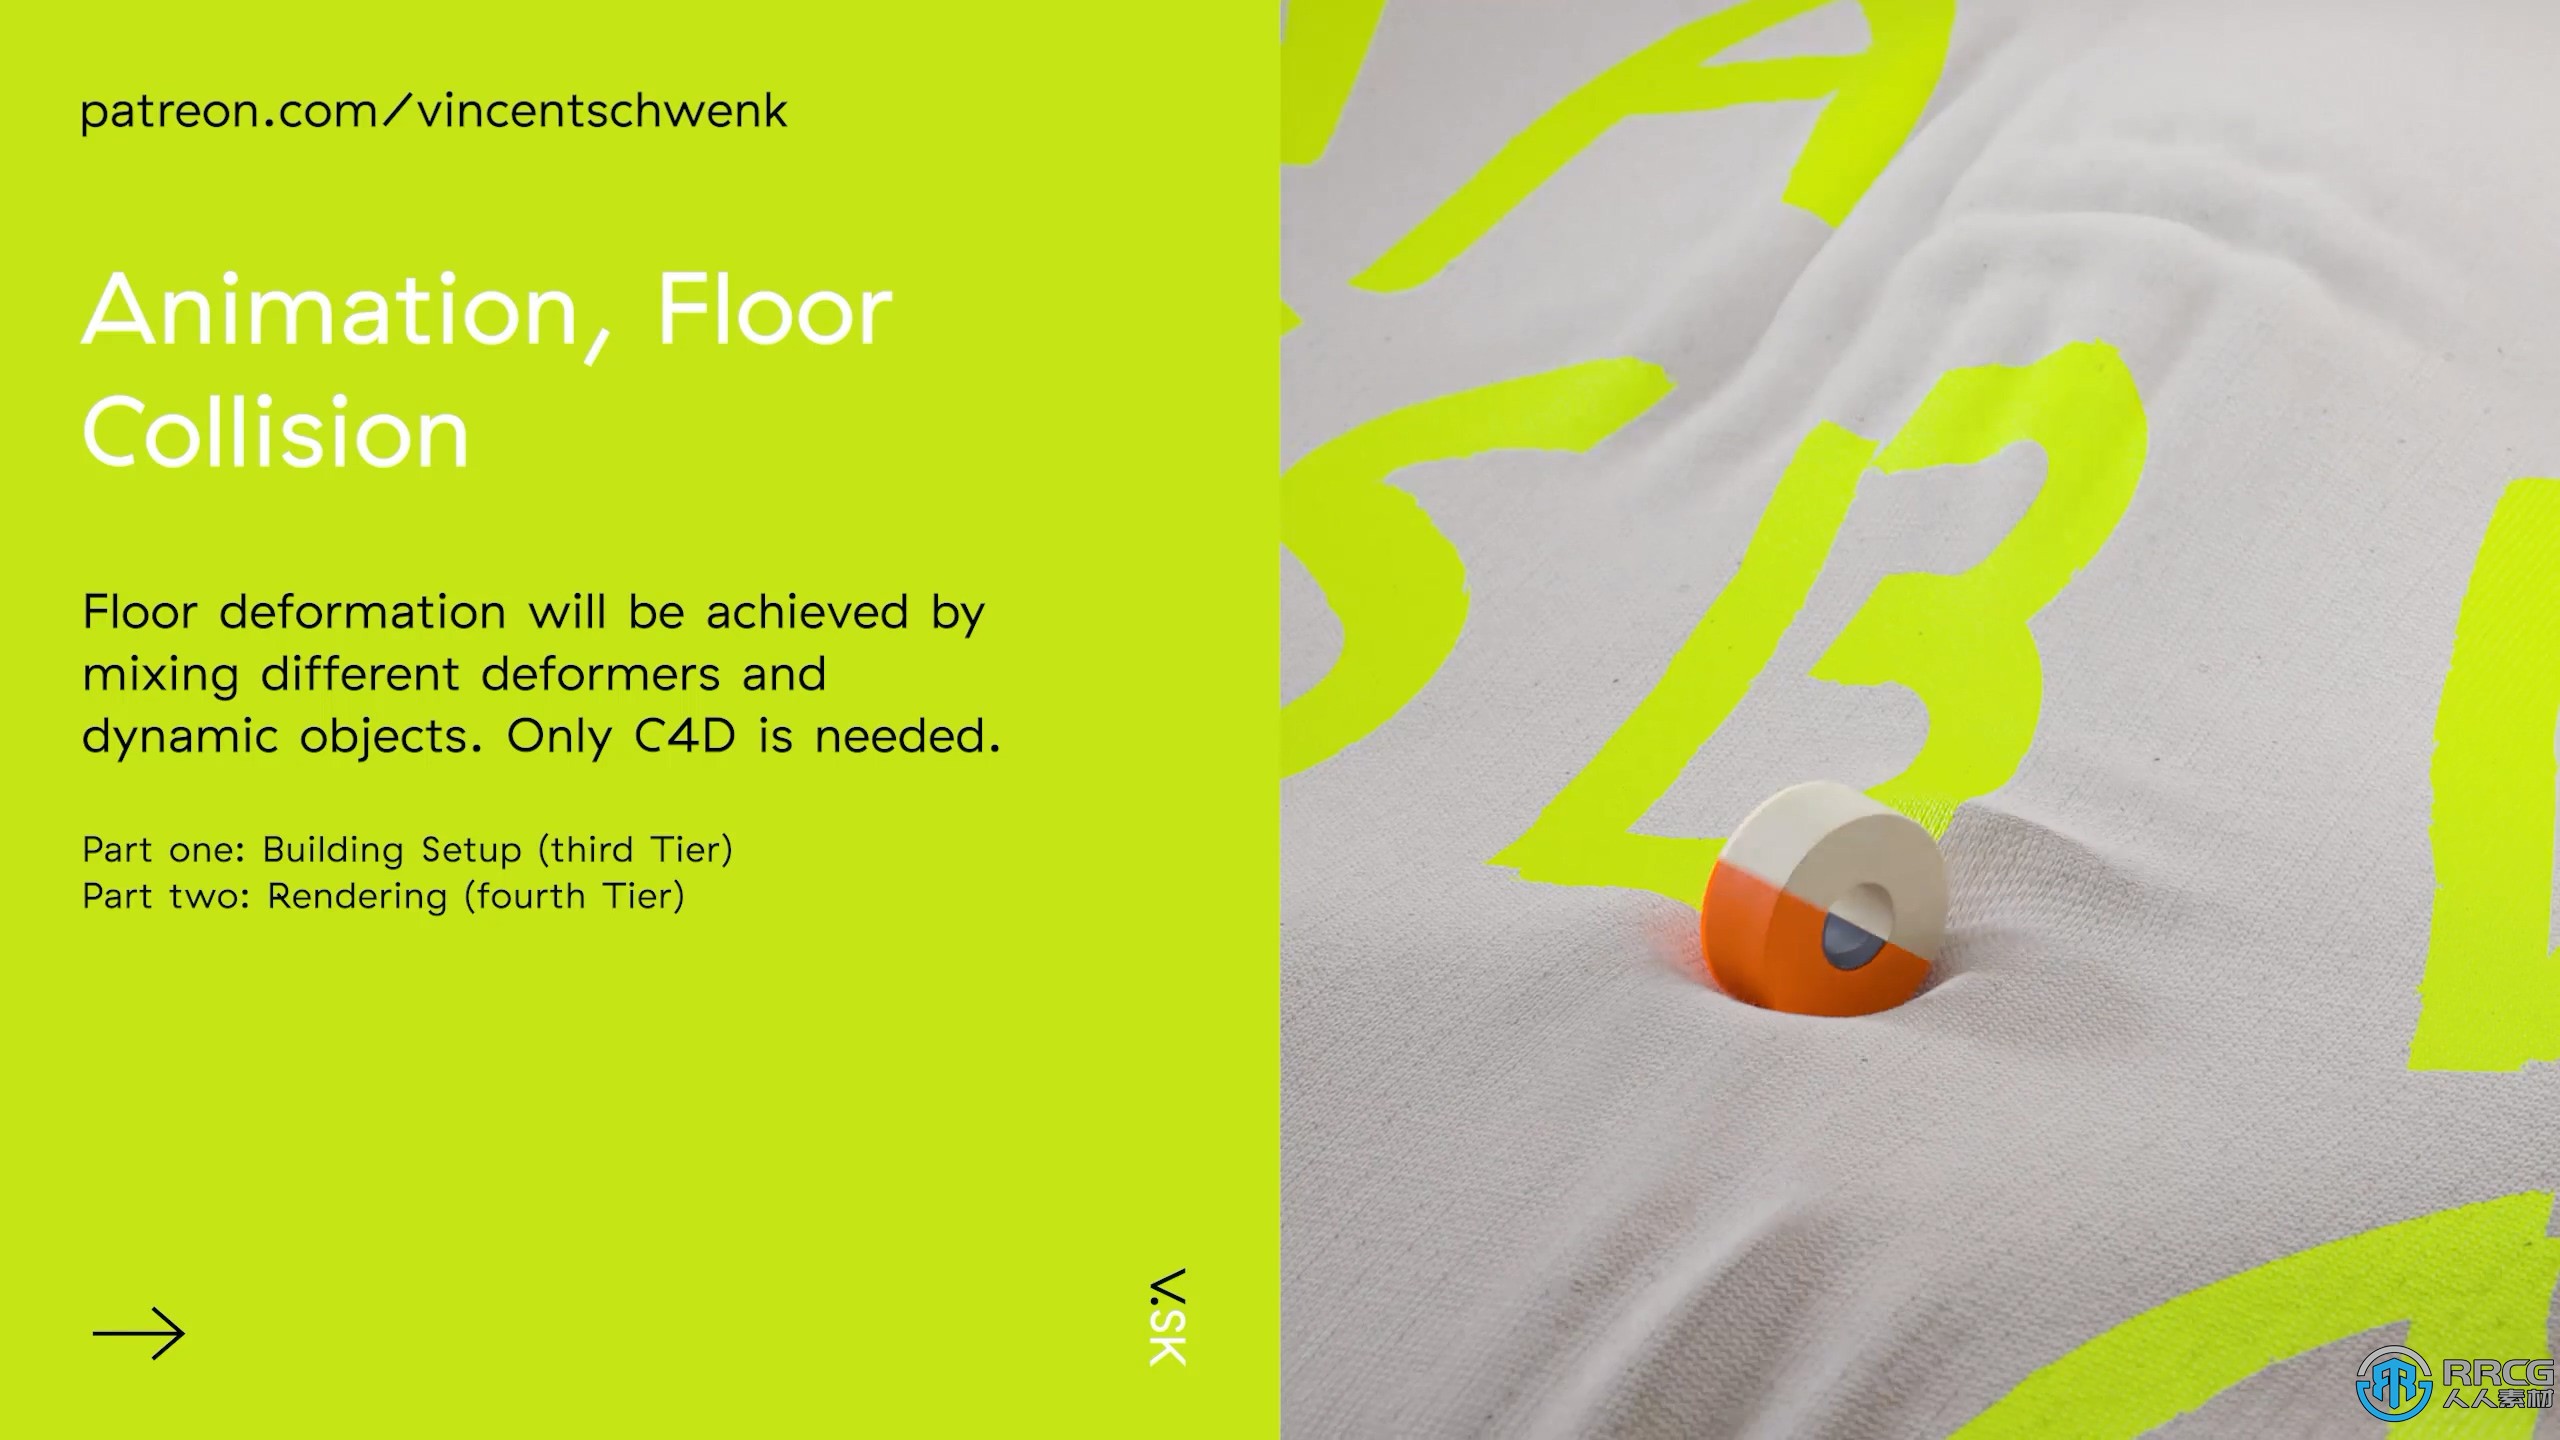 patreon.com/vincentschwenk
Animation, Floor
Collision
Floor deformation will be achieved by
mixing different deformers and
dynamic objects. Only C4D is needed.
Part one: Building Setup (third Tier)
Part two: Rendering (fourth Tier)
V.SK
A
B
RRCG
人人素材